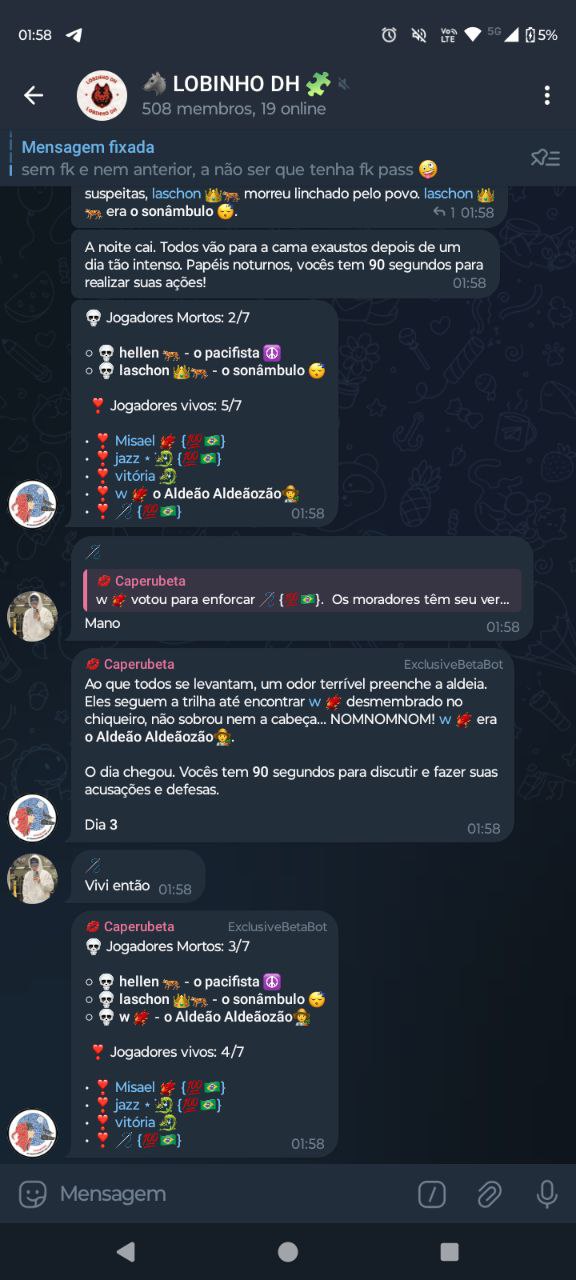 01:58
Vo))
LTE
5G
5%
LOBINHO DH
508 membros, 19 online
Mensagem fixada
sem fk e nem anterior, a não ser que tenha fk pass 🤪
suspeitas, laschon 👑🐅 morreu linchado pelo povo. laschon 👑
🐅 era o sonâmbulo 😴.
1 01:58
A noite cai. Todos vão para a cama exaustos depois de um
dia tão intenso. Papéis noturnos, vocês tem 90 segundos para
realizar suas ações!
01:58
💀 Jogadores Mortos: 2/7
○ 💀 hellen 🐅 - o pacifista ☮️
○ 💀 laschon 👑🐅 - o sonâmbulo 😴
❣️ Jogadores vivos: 5/7
• ❣️ Misael {💯🇧🇷}
• ❣️ jazz ⋆ 🐉 {💯🇧🇷}
• ❣️ vitória 🐉
• ❣️ w o Aldeão Aldeãozão👨‍🌾
• ❣️ 🪡 {💯🇧🇷}
01:58
🪡
💋 Caperubeta
w votou para enforcar 🪡 {💯🇧🇷}. Os moradores têm seu ver...
Mano
01:58
💋 Caperubeta
ExclusiveBetaBot
Ao que todos se levantam, um odor terrível preenche a aldeia.
Eles seguem a trilha até encontrar w desmembrado no
chiqueiro, não sobrou nem a cabeça... NOMNOMNOM! w era
o Aldeão Aldeãozão👨‍🌾.
O dia chegou. Vocês tem 90 segundos para discutir e fazer suas
acusações e defesas.
Dia 3
01:58
🪡
Vivi então 01:58
💋 Caperubeta
ExclusiveBetaBot
💀 Jogadores Mortos: 3/7
○ 💀 hellen 🐅 - o pacifista ☮️
○ 💀 laschon 👑🐅 - o sonâmbulo 😴
○ 💀 w - o Aldeão Aldeãozão👨‍🌾
❣️ Jogadores vivos: 4/7
• ❣️ Misael {💯🇧🇷}
• ❣️ jazz ⋆ 🐉 {💯🇧🇷}
• ❣️ vitória 🐉
• ❣️ 🪡 {💯🇧🇷}
01:58
Mensagem